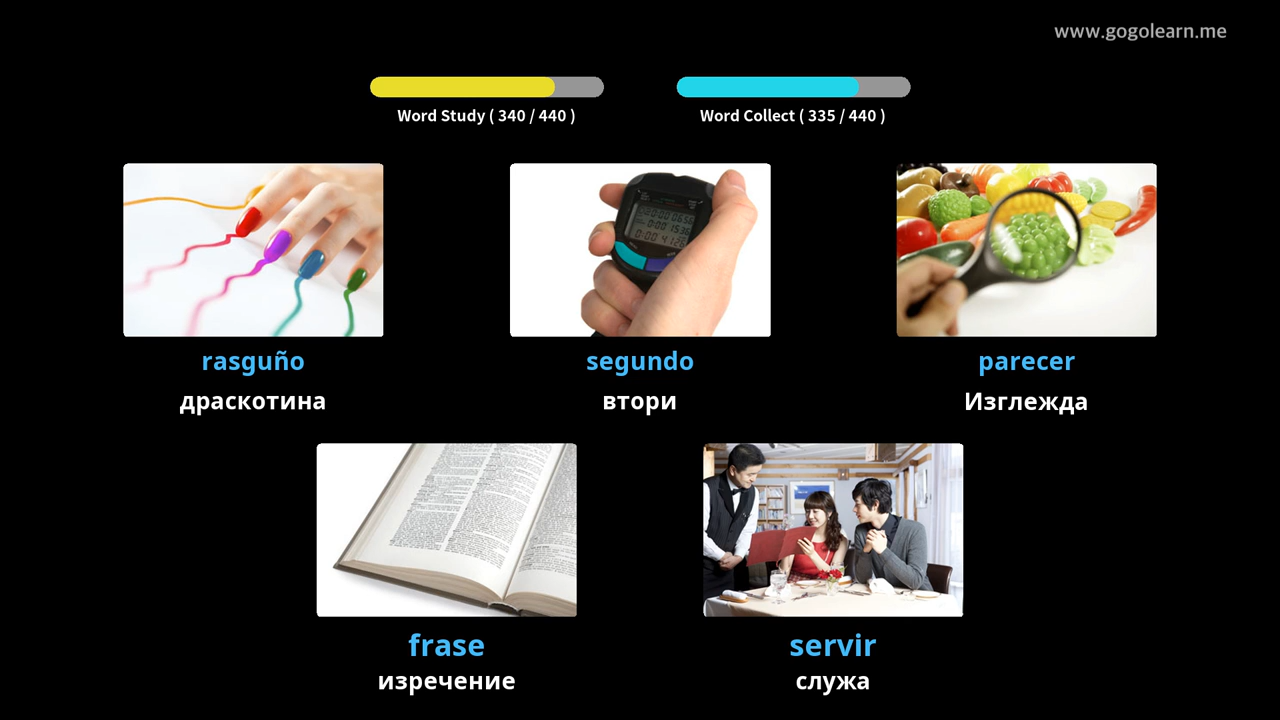 www.gogolearn.me
Word Study ( 340 / 440 )
Word Collect ( 335 / 440 )
rasguño
segundo
parecer
драскотина
втори
Изглежда
frase
servir
изречение
служа